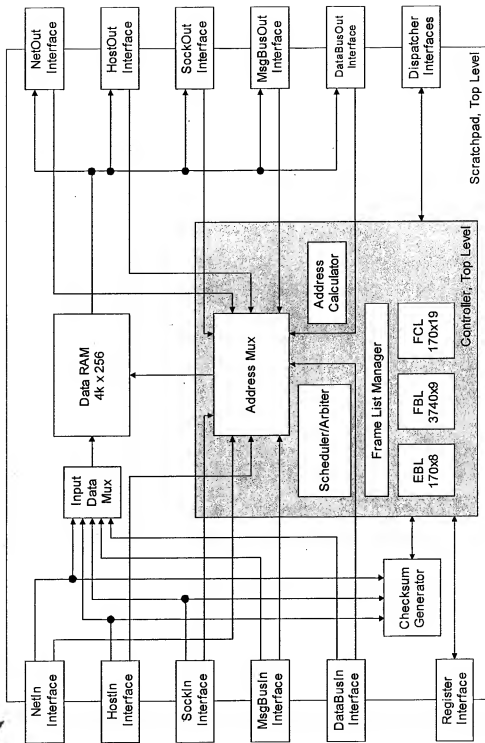 NetOut
Interface
HostOut
Interface
SockOut
Interface
MsgBusOut
Interface
DataBusOut
Interface
Dispatcher
Interfaces
Scratchpad, Top Level
Data RAM
4k x 256
Input
Data
Mux
Address Mux
Address
Calculator
Scheduler/Arbiter
Frame List Manager
EBL
170x8
FBL
3740x9
FCL
170x19
Controller, Top Level
Checksum
Generator
NetIn
Interface
HostIn
Interface
SockIn
Interface
MsgBusIn
Interface
DataBusIn
Interface
Register
Interface